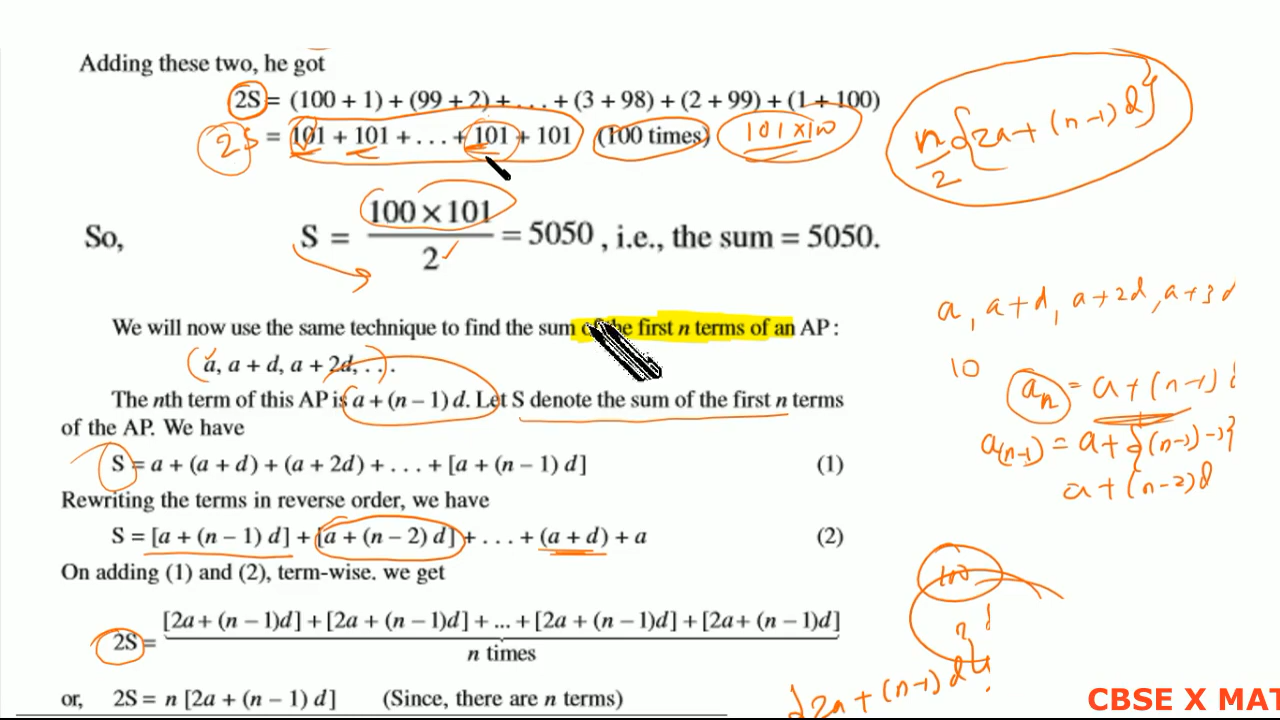 Adding these two, he got
2S = (100 + 1) + (99 + 2) + . . . + (3 + 98) + (2 + 99) + (1 + 100)
2S = 101 + 101 + . . . + 101 + 101 (100 times) 101 × 100
n/2 {2a + (n-1) d}
So, S = 100 × 101 / 2 = 5050 , i.e., the sum = 5050.
We will now use the same technique to find the sum of the first n terms of an AP :
a, a + d, a + 2d, . . .
The nth term of this AP is a + (n – 1) d. Let S denote the sum of the first n terms
of the AP. We have
S = a + (a + d) + (a + 2d) + . . . + [a + (n – 1) d] (1)
Rewriting the terms in reverse order, we have
S = [a + (n – 1) d] + [a + (n – 2) d] + . . . + (a + d) + a (2)
On adding (1) and (2), term-wise. we get
2S = [2a + (n – 1)d] + [2a + (n – 1)d] + ... + [2a + (n – 1)d] + [2a + (n – 1)d]
n times
or, 2S = n [2a + (n – 1) d] (Since, there are n terms)
a, a+d, a+2d, a+3d
10
an = a + (n-1) d
a(n-1) = a + {(n-1)-1}
a + (n-2)d
100
{2a + (n-1) d}
CBSE X MAT